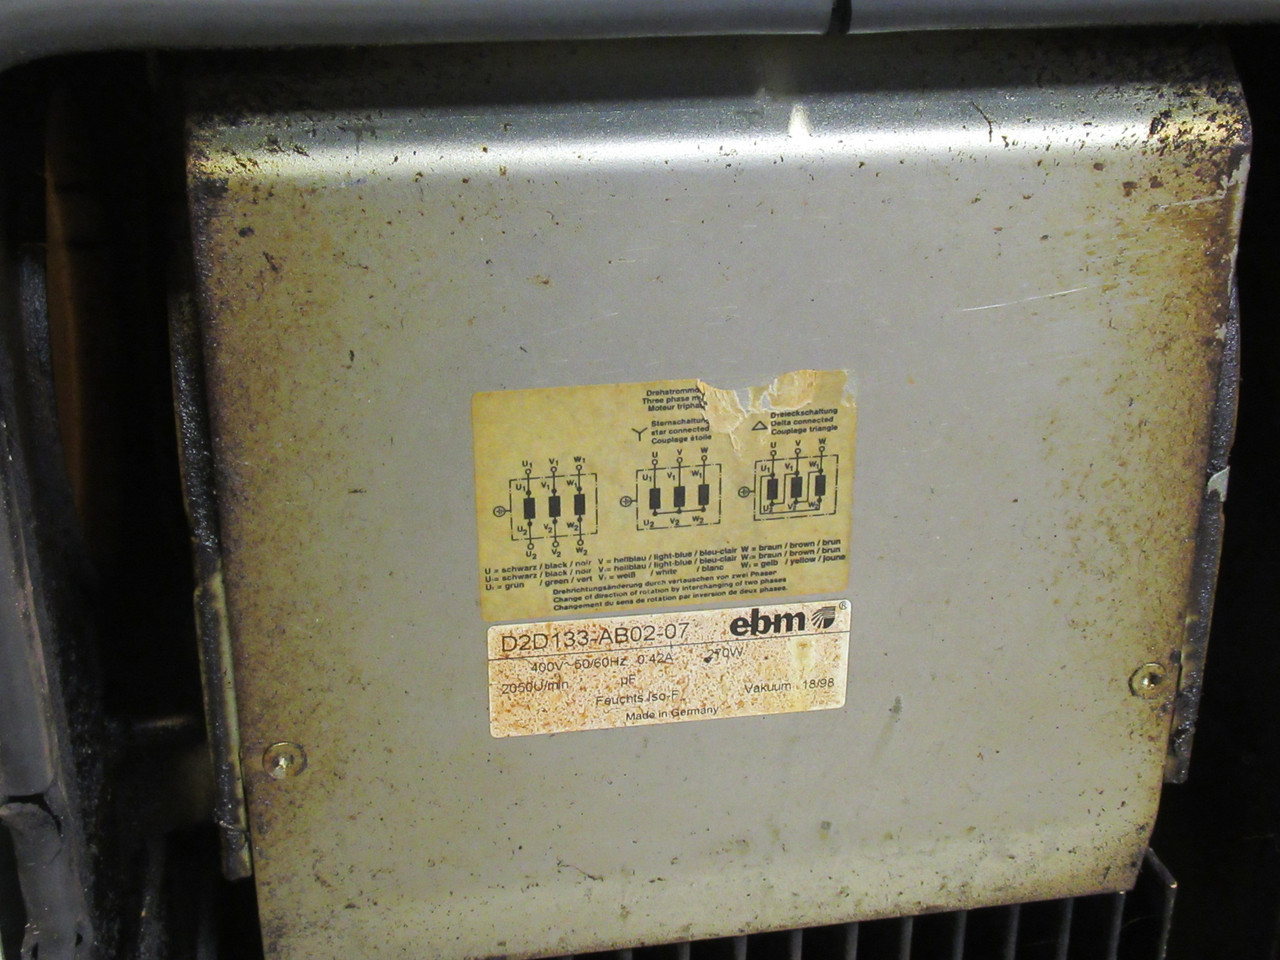 Drehstrommo
Three phase m
Moteur tripha
Sternschaltung
star connected
Couplage étoile
Dreieckschaltung
Delta connected
Couplage triangle
U₁ V₁ W₁
U₁ V₁ W₁
U₂ V₂ W₂
U₂ V₂ W₂
U V W
U₁ V₁ W₁
U₂ V₂ W₂
U V W
U₁ V₁ W₁
U₂ V₂ W₂
U = schwarz / black / noir V = hellblau / light-blue / bleu-clair W = braun / brown / brun
= schwarz / black / noir = hellblau / light-blue / bleu-clair = braun / brown / brun
= grün / green / vert = weiß / white / blanc = gelb / yellow / jaune
Drehrichtungsänderung durch vertauschen von zwei Phasen
Change of direction of rotation by interchanging of two phases.
Changement du sens de rotation par inversion de deux phases.
D2D133-AB02-07 ebm®
400V~ 50/60Hz 0.42A 210W
2050U/min µF
Feuchts.Iso-F Vakuum 18/98
Made in Germany